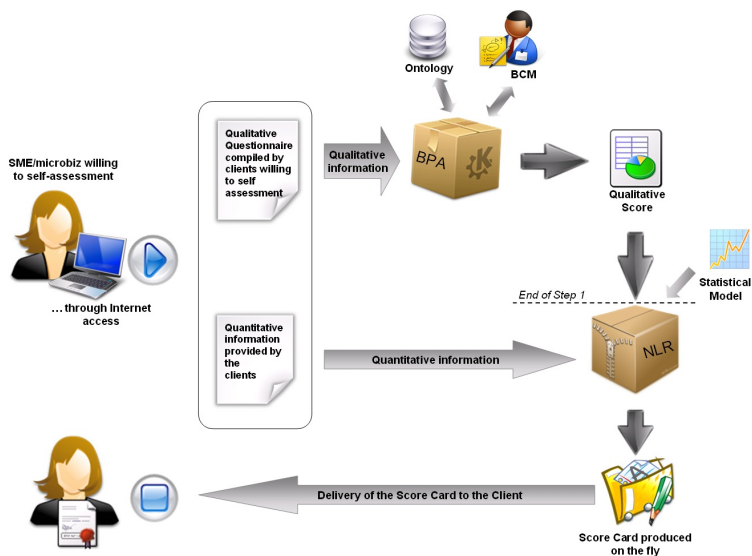 Ontology
BCM
Qualitative
Questionnaire
compiled by
clients willing
to self
assessment
Qualitative
information
BPA
SME/microbiz willing
to self-assessment
Qualitative
Score
... through Internet
access
End of Step 1
Statistical
Model
Quantitative
information
provided by
the
clients
Quantitative information
NLR
Delivery of the Score Card to the Client
Score Card produced
on the fly